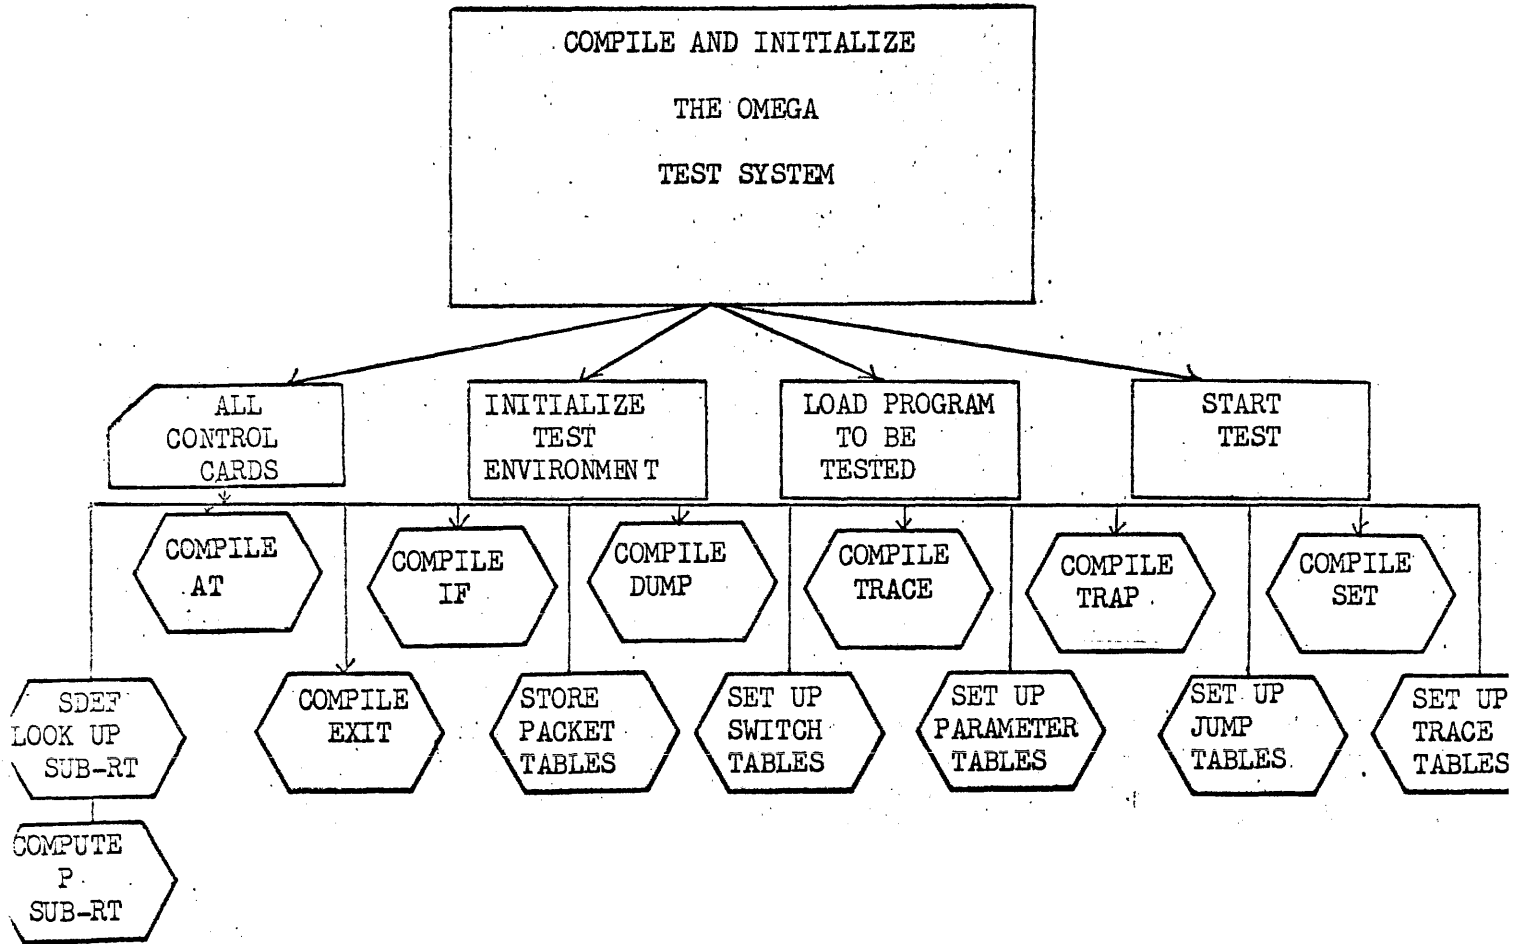 COMPILE AND INITIALIZE
THE OMEGA
TEST SYSTEM
ALL
CONTROL
CARDS
INITIALIZE
TEST
ENVIRONMENT
LOAD PROGRAM
TO BE
TESTED
START
TEST
COMPILE
AT
COMPILE
IF
COMPILE
DUMP
COMPILE
TRACE
COMPILE
TRAP
COMPILE
SET
SDEF
LOOK UP
SUB-RT
COMPILE
EXIT
STORE
PACKET
TABLES
SET UP
SWITCH
TABLES
SET UP
PARAMETER
TABLES
SET UP
JUMP
TABLES
SET UP
TRACE
TABLES
COMPUTE
P
SUB-RT